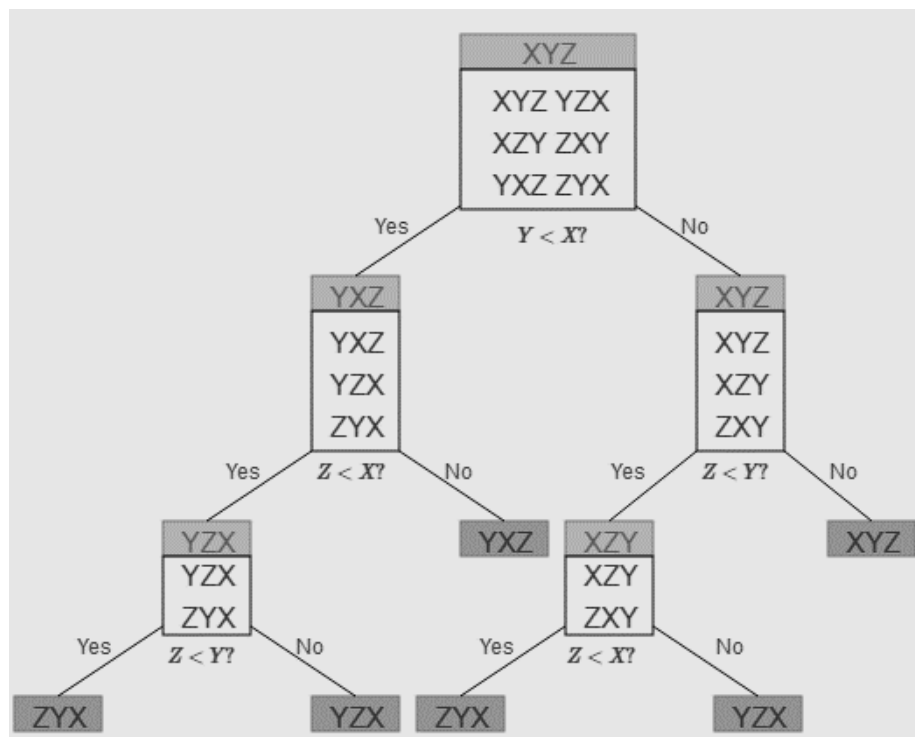 XYZ
XYZ YZX
XZY ZXY
YXZ ZYX
Yes
Y < X?
No
YXZ
YXZ
YZX
ZYX
XYZ
XYZ
XZY
ZXY
Yes
Z < X?
No
Yes
Z < Y?
No
YZX
YZX
ZYX
YXZ
XZY
XZY
ZXY
XYZ
Yes
Z < Y?
No
Yes
Z < X?
No
ZYX
YZX
ZYX
YZX